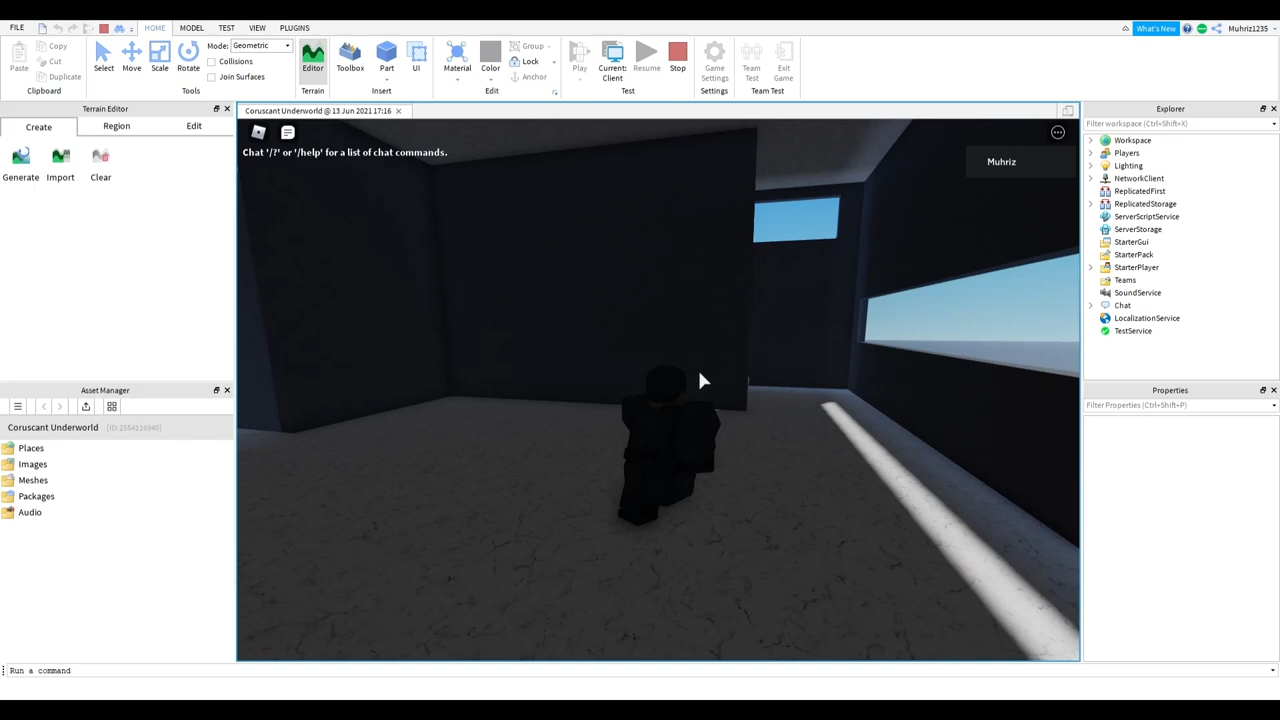 FILE HOME MODEL TEST VIEW PLUGINS What's New Muhriz1235
Paste Copy Cut Duplicate Clipboard
Select Move Scale Rotate Mode: Geometric Collisions Join Surfaces Tools
Editor Terrain
Toolbox Part UI Insert
Material Color Group Lock Anchor Edit
Play Current: Client Resume Stop Test
Game Settings Settings
Team Test Exit Game Team Test
Terrain Editor
Create Region Edit
Generate Import Clear
Asset Manager
Coruscant Underworld [ID: 2554116940]
Places
Images
Meshes
Packages
Audio
Coruscant Underworld @ 13 Jun 2021 17:16
Chat '/?' or '/help' for a list of chat commands.
Muhriz
Explorer
Filter workspace (Ctrl+Shift+X)
Workspace
Players
Lighting
NetworkClient
ReplicatedFirst
ReplicatedStorage
ServerScriptService
ServerStorage
StarterGui
StarterPack
StarterPlayer
Teams
SoundService
Chat
LocalizationService
TestService
Properties
Filter Properties (Ctrl+Shift+P)
Run a command